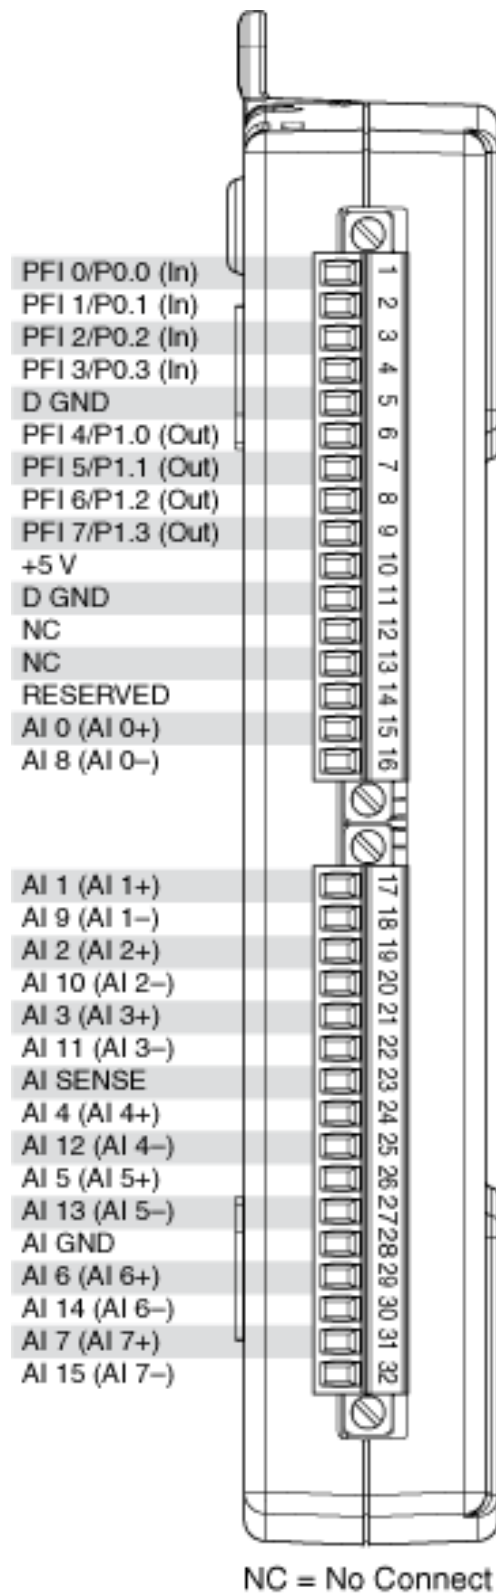 PFI 0/P0.0 (In) 1
PFI 1/P0.1 (In) 2
PFI 2/P0.2 (In) 3
PFI 3/P0.3 (In) 4
D GND 5
PFI 4/P1.0 (Out) 6
PFI 5/P1.1 (Out) 7
PFI 6/P1.2 (Out) 8
PFI 7/P1.3 (Out) 9
+5 V 10
D GND 11
NC 12
NC 13
RESERVED 14
AI 0 (AI 0+) 15
AI 8 (AI 0–) 16
AI 1 (AI 1+) 17
AI 9 (AI 1–) 18
AI 2 (AI 2+) 19
AI 10 (AI 2–) 20
AI 3 (AI 3+) 21
AI 11 (AI 3–) 22
AI SENSE 23
AI 4 (AI 4+) 24
AI 12 (AI 4–) 25
AI 5 (AI 5+) 26
AI 13 (AI 5–) 27
AI GND 28
AI 6 (AI 6+) 29
AI 14 (AI 6–) 30
AI 7 (AI 7+) 31
AI 15 (AI 7–) 32
NC = No Connect